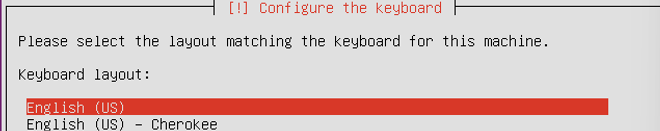 [!] Configure the keyboard
Please select the layout matching the keyboard for this machine.
Keyboard layout:
English (US)
English (US) - Cherokee